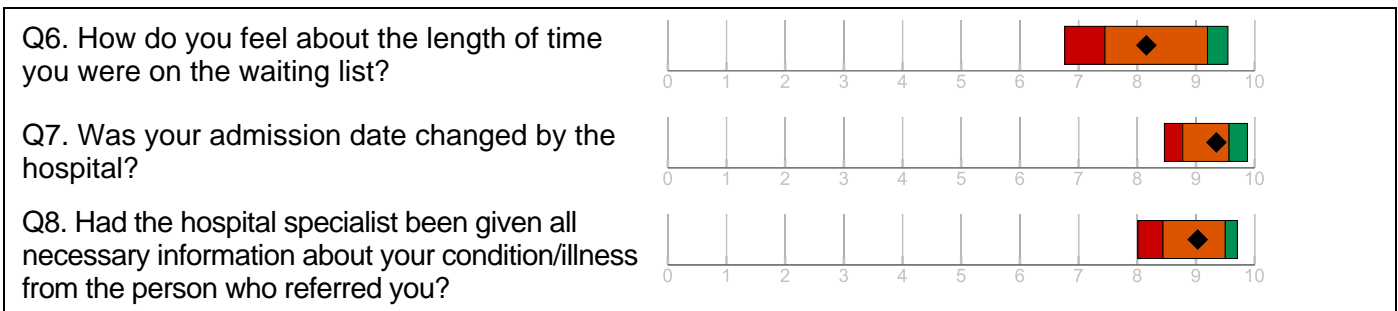 Q6. How do you feel about the length of time
you were on the waiting list?
0 1 2 3 4 5 6 7 8 9 10
Q7. Was your admission date changed by the
hospital?
0 1 2 3 4 5 6 7 8 9 10
Q8. Had the hospital specialist been given all
necessary information about your condition/illness
from the person who referred you?
0 1 2 3 4 5 6 7 8 9 10